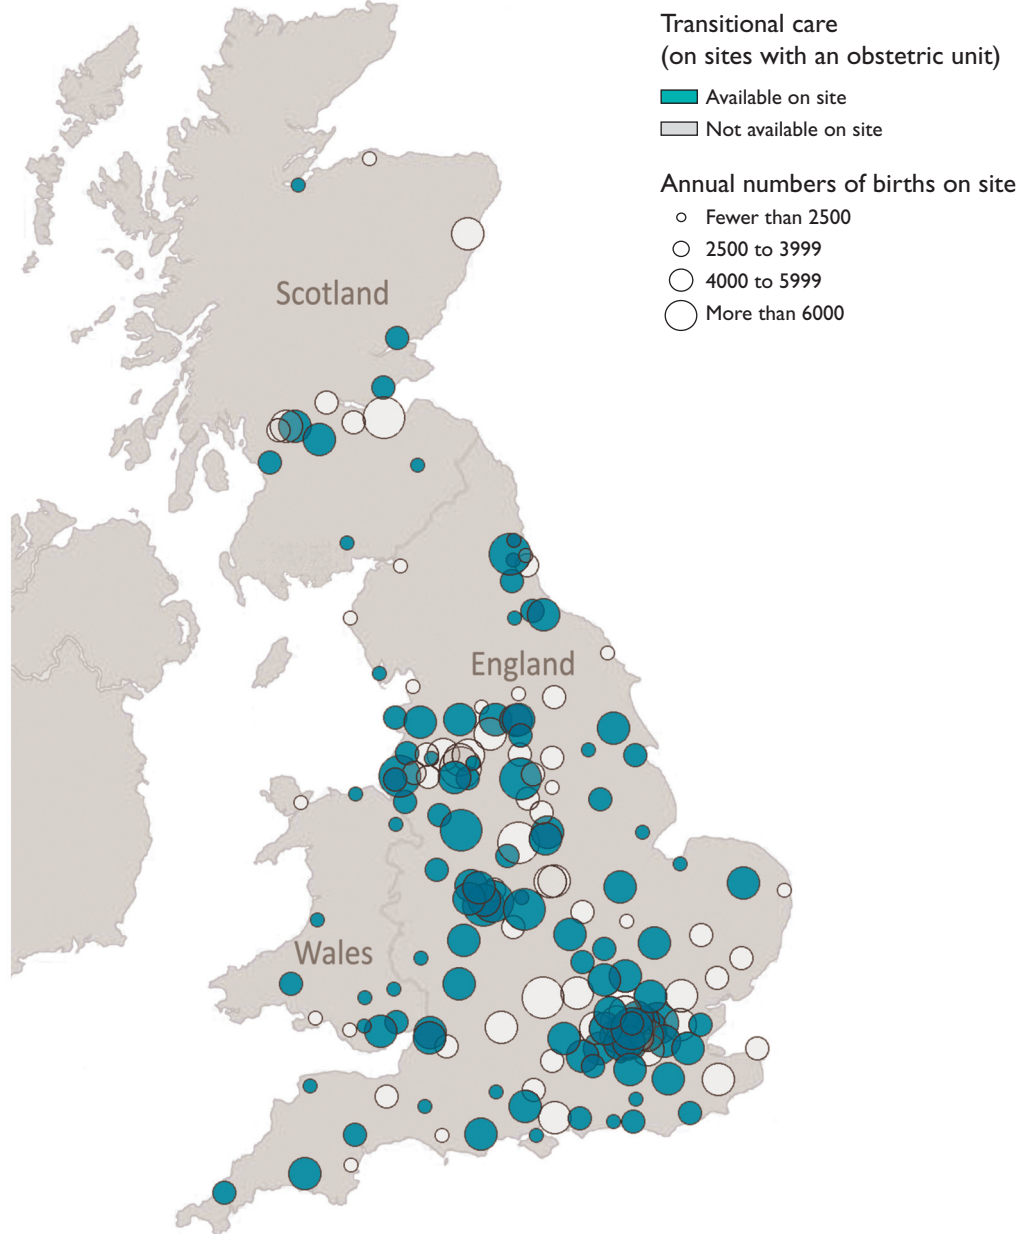 Transitional care
(on sites with an obstetric unit)
Available on site
Not available on site
Annual numbers of births on site
Fewer than 2500
2500 to 3999
4000 to 5999
More than 6000
Scotland
England
Wales